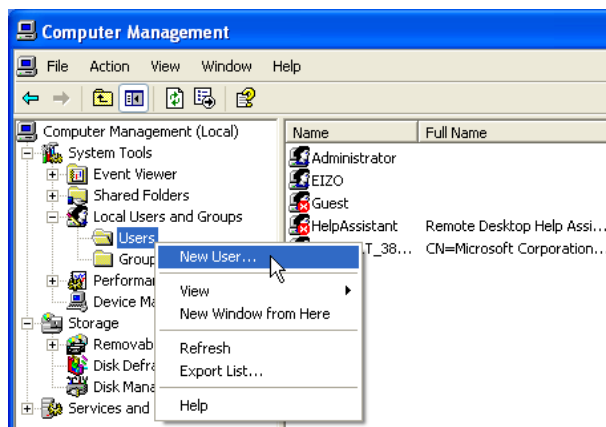 Computer Management
File Action View Window Help
Computer Management (Local)
System Tools
Event Viewer
Shared Folders
Local Users and Groups
Users
Group
Performa
Device Ma
Storage
Removab
Disk Defra
Disk Mana
Services and
New User...
View
New Window from Here
Refresh
Export List...
Help
Name Full Name
Administrator
EIZO
Guest
HelpAssistant Remote Desktop Help Assi...
T_38... CN=Microsoft Corporation...